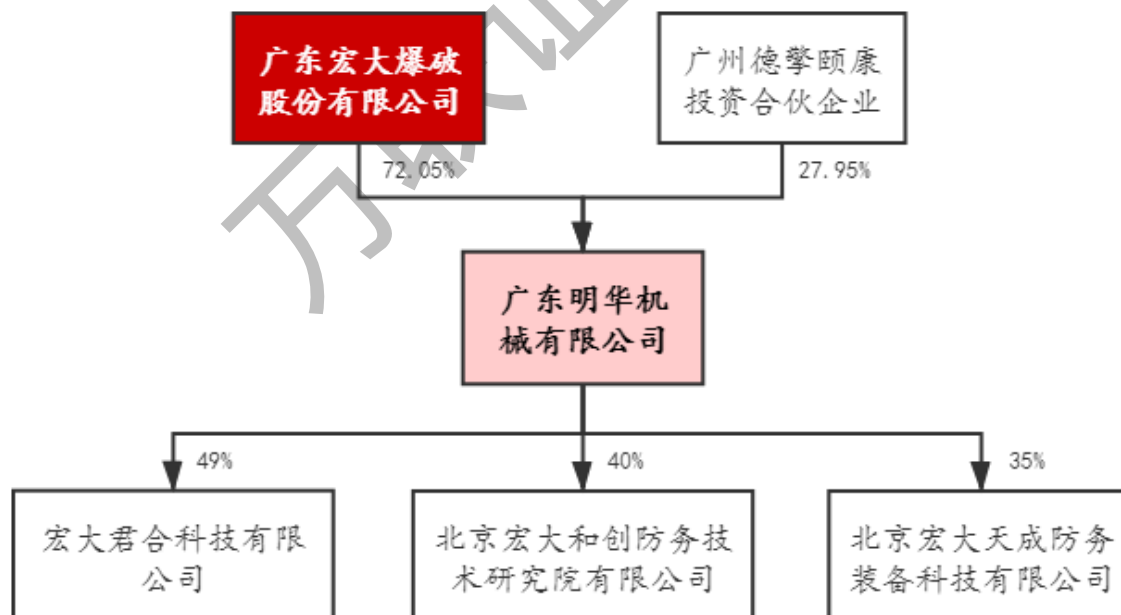 广东宏大爆破
股份有限公司
广州德擎颐康
投资合伙企业
72.05%
27.95%
广东明华机
械有限公司
49%
40%
35%
宏大君合科技有限
公司
北京宏大和创防务技
术研究院有限公司
北京宏大天成防务
装备科技有限公司
万联证